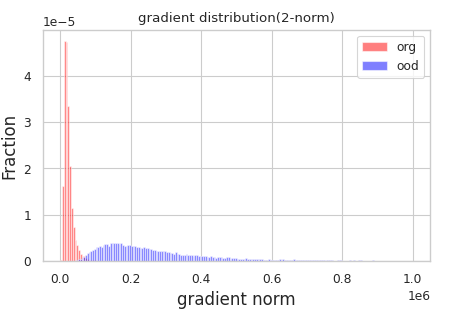 gradient distribution(2-norm)
1e−5
org
ood
4
3
2
1
0
Fraction
0.0 0.2 0.4 0.6 0.8 1.0
1e6
gradient norm